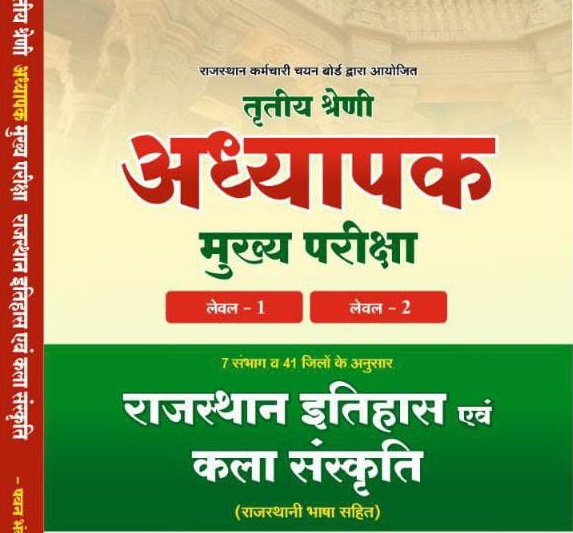 श्रेणी अध्यापक मुख्य परीक्षा राजस्थान इतिहास एवं कला संस्कृति - पवन
राजस्थान कर्मचारी चयन बोर्ड द्वारा आयोजित
तृतीय श्रेणी
अध्यापक
मुख्य परीक्षा
लेवल - 1 लेवल - 2
7 संभाग व 41 जिलों के अनुसार
राजस्थान इतिहास एवं
कला संस्कृति
(राजस्थानी भाषा सहित)